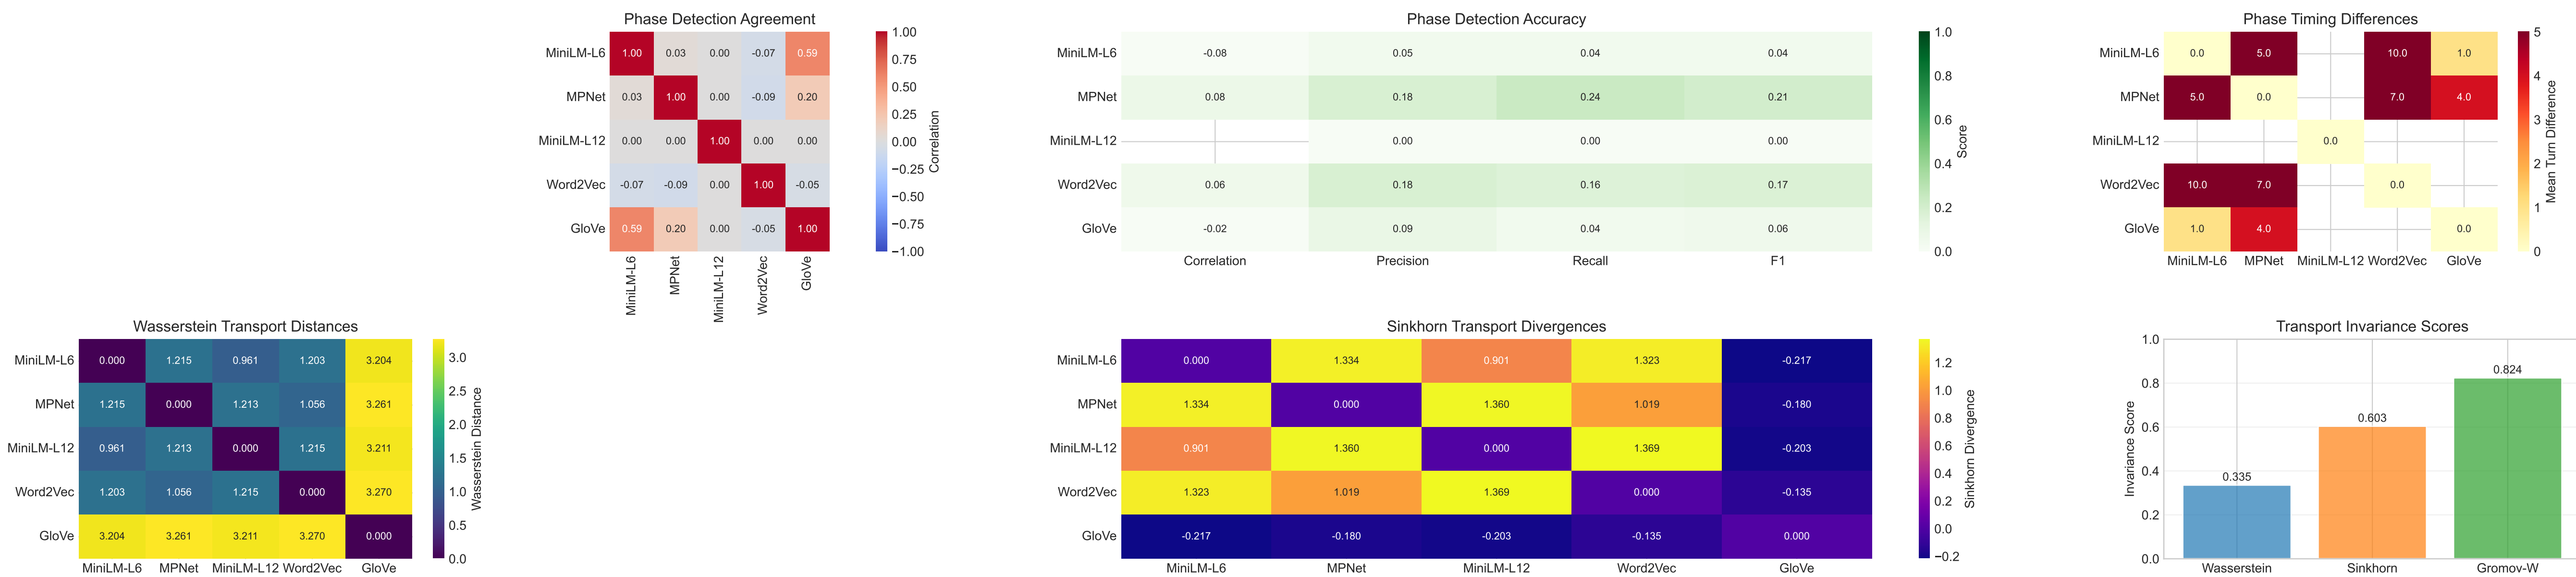 Phase Detection Agreement
MiniLM-L6 1.00 0.03 0.00 -0.07 0.59
MPNet 0.03 1.00 0.00 -0.09 0.20
MiniLM-L12 0.00 0.00 1.00 0.00 0.00
Word2Vec -0.07 -0.09 0.00 1.00 -0.05
GloVe 0.59 0.20 0.00 -0.05 1.00
MiniLM-L6 MPNet MiniLM-L12 Word2Vec GloVe
1.00
0.75
0.50
0.25
0.00
−0.25
−0.50
−0.75
−1.00
Correlation
Phase Detection Accuracy
MiniLM-L6 -0.08 0.05 0.04 0.04
MPNet 0.08 0.18 0.24 0.21
MiniLM-L12 0.00 0.00 0.00
Word2Vec 0.06 0.18 0.16 0.17
GloVe -0.02 0.09 0.04 0.06
Correlation Precision Recall F1
1.0
0.8
0.6
0.4
0.2
0.0
Score
Phase Timing Differences
MiniLM-L6 0.0 5.0 10.0 1.0
MPNet 5.0 0.0 7.0 4.0
MiniLM-L12 0.0
Word2Vec 10.0 7.0 0.0
GloVe 1.0 4.0 0.0
MiniLM-L6 MPNet MiniLM-L12 Word2Vec GloVe
5
4
3
2
1
0
Mean Turn Difference
Wasserstein Transport Distances
MiniLM-L6 0.000 1.215 0.961 1.203 3.204
MPNet 1.215 0.000 1.213 1.056 3.261
MiniLM-L12 0.961 1.213 0.000 1.215 3.211
Word2Vec 1.203 1.056 1.215 0.000 3.270
GloVe 3.204 3.261 3.211 3.270 0.000
MiniLM-L6 MPNet MiniLM-L12 Word2Vec GloVe
3.0
2.5
2.0
1.5
1.0
0.5
0.0
Wasserstein Distance
Sinkhorn Transport Divergences
MiniLM-L6 0.000 1.334 0.901 1.323 -0.217
MPNet 1.334 0.000 1.360 1.019 -0.180
MiniLM-L12 0.901 1.360 0.000 1.369 -0.203
Word2Vec 1.323 1.019 1.369 0.000 -0.135
GloVe -0.217 -0.180 -0.203 -0.135 0.000
MiniLM-L6 MPNet MiniLM-L12 Word2Vec GloVe
1.2
1.0
0.8
0.6
0.4
0.2
0.0
−0.2
Sinkhorn Divergence
Transport Invariance Scores
Invariance Score
1.0
0.8
0.6
0.4
0.2
0.0
0.335
0.603
0.824
Wasserstein Sinkhorn Gromov-W